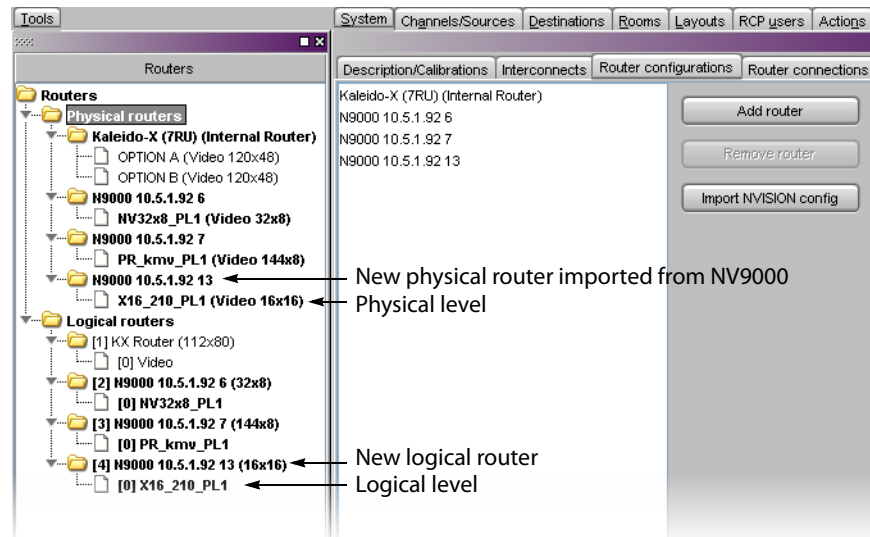 Tools
System Channels/Sources Destinations Rooms Layouts RCP users Actions
Routers
Description/Calibrations Interconnects Router configurations Router connections
Routers
Physical routers
Kaleido-X (7RU) (Internal Router)
OPTION A (Video 120x48)
OPTION B (Video 120x48)
N9000 10.5.1.92 6
NV32x8_PL1 (Video 32x8)
N9000 10.5.1.92 7
PR_kmv_PL1 (Video 144x8)
N9000 10.5.1.92 13
X16_210_PL1 (Video 16x16)
Logical routers
[1] KX Router (112x80)
[0] Video
[2] N9000 10.5.1.92 6 (32x8)
[0] NV32x8_PL1
[3] N9000 10.5.1.92 7 (144x8)
[0] PR_kmv_PL1
[4] N9000 10.5.1.92 13 (16x16)
[0] X16_210_PL1
Kaleido-X (7RU) (Internal Router)
N9000 10.5.1.92 6
N9000 10.5.1.92 7
N9000 10.5.1.92 13
Add router
Remove router
Import NVISION config
New physical router imported from NV9000
Physical level
New logical router
Logical level